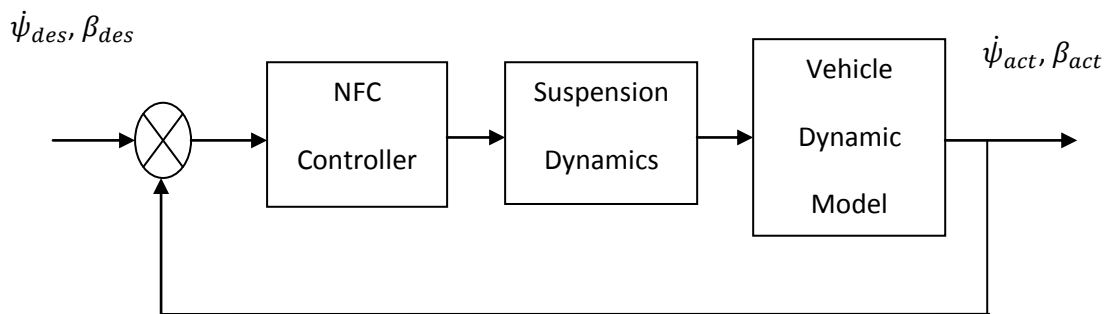 ψ̇_des, β_des
NFC
Controller
Suspension
Dynamics
Vehicle
Dynamic
Model
ψ̇_act, β_act